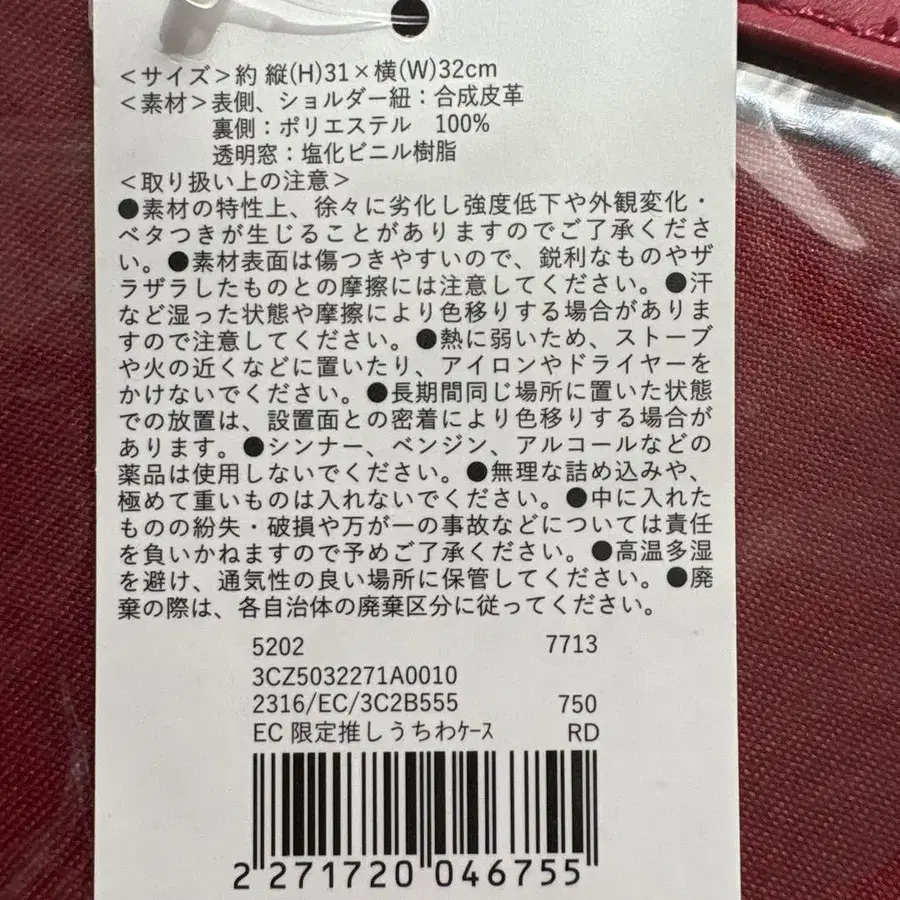 ＜サイズ＞約 縦(H)31×横(W)32cm
＜素材＞表側、ショルダー紐：合成皮革
裏側：ポリエステル　100%
透明窓：塩化ビニル樹脂
＜取り扱い上の注意＞
●素材の特性上、徐々に劣化し強度低下や外観変化・
ベタつきが生じることがありますのでご了承くださ
い。●素材表面は傷つきやすいので、鋭利なものやザ
ラザラしたものとの摩擦には注意してください。●汗
など湿った状態や摩擦により色移りする場合がありま
すので注意してください。●熱に弱いため、ストーブ
や火の近くなどに置いたり、アイロンやドライヤーを
かけないでください。●長期間同じ場所に置いた状態
での放置は、設置面との密着により色移りする場合が
あります。●シンナー、ベンジン、アルコールなどの
薬品は使用しないでください。●無理な詰め込みや、
極めて重いものは入れないでください。●中に入れた
ものの紛失・破損や万が一の事故などについては責任
を負いかねますので予めご了承ください。●高温多湿
を避け、通気性の良い場所に保管してください。●廃
棄の際は、各自治体の廃棄区分に従ってください。
5202　7713
3CZ5032271A0010
2316/EC/3C2B555　750
EC 限定推しうちわｹｰｽ　RD
2 271720 046755